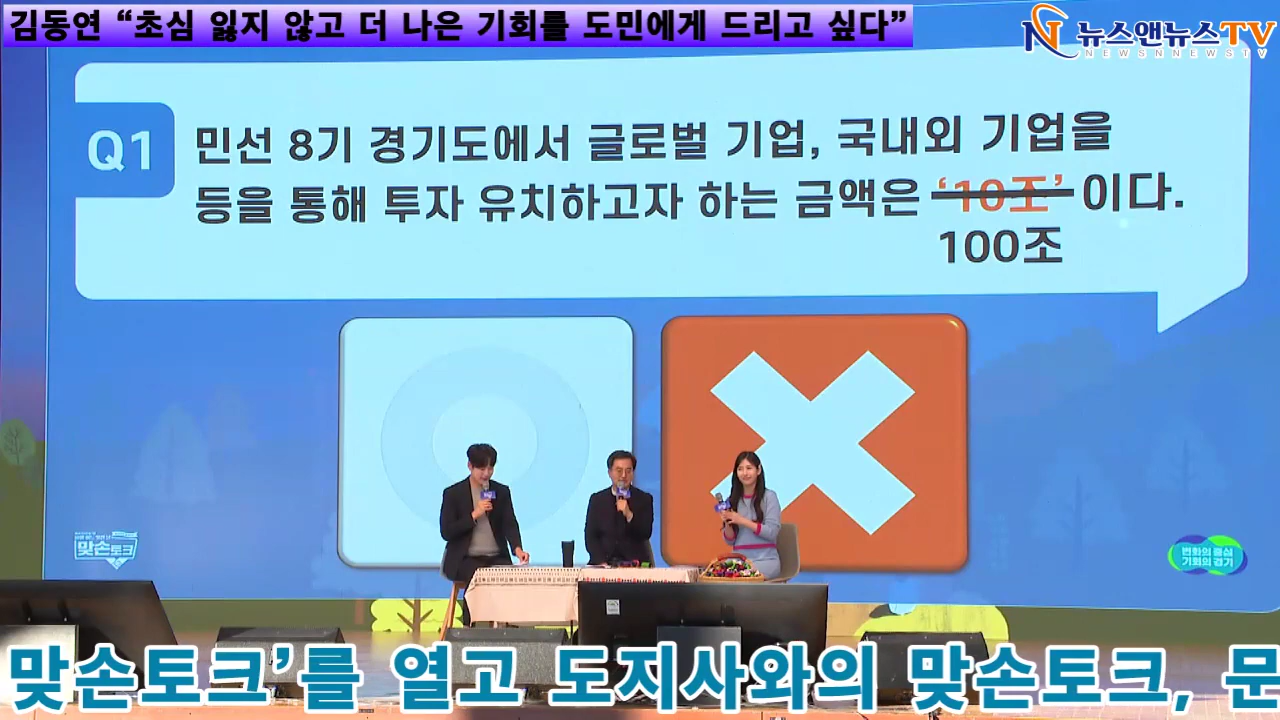 김동연 “초심 잃지 않고 더 나은 기회를 도민에게 드리고 싶다”
뉴스앤뉴스TV
NEWSNNEWSTV
Q1
민선 8기 경기도에서 글로벌 기업, 국내외 기업을
등을 통해 투자 유치하고자 하는 금액은 ‘10조’ 이다.
100조
맞손토크
변화의 중심
기회의 경기
맞손토크’를 열고 도지사와의 맞손토크, 문